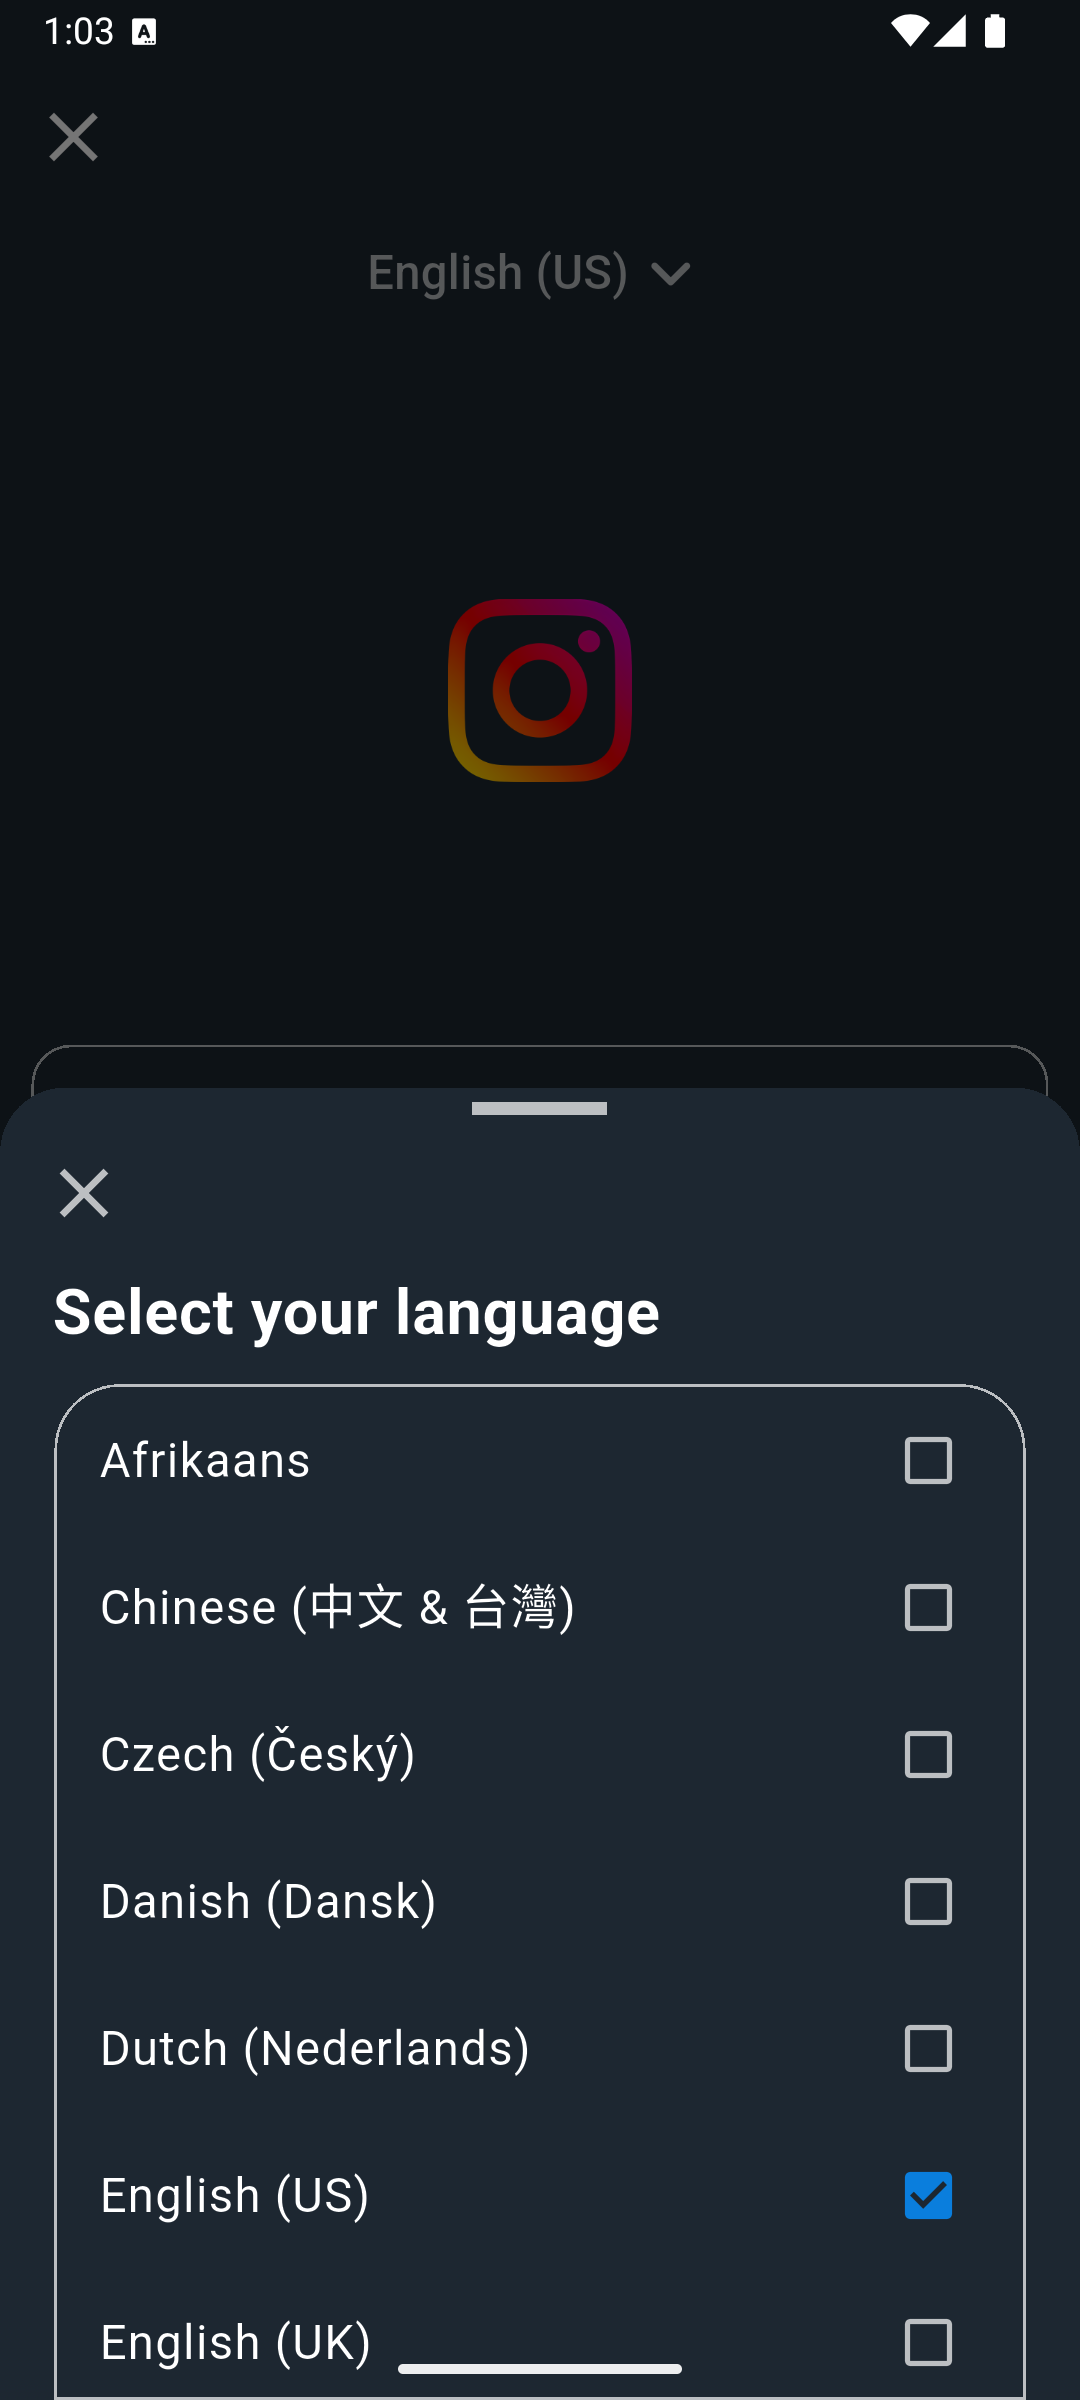 1:03
English (US)
Select your language
Afrikaans
Chinese (中文 & 台灣)
Czech (Český)
Danish (Dansk)
Dutch (Nederlands)
English (US)
English (UK)